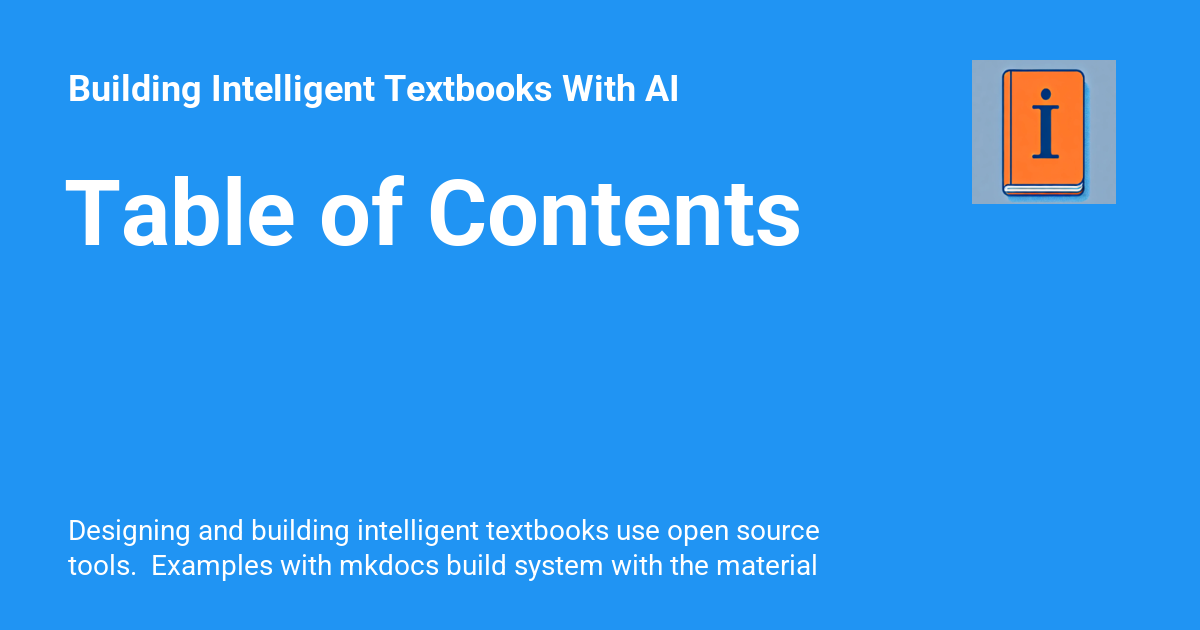 Building Intelligent Textbooks With AI
i
Table of Contents
Designing and building intelligent textbooks use open source
tools.  Examples with mkdocs build system with the material